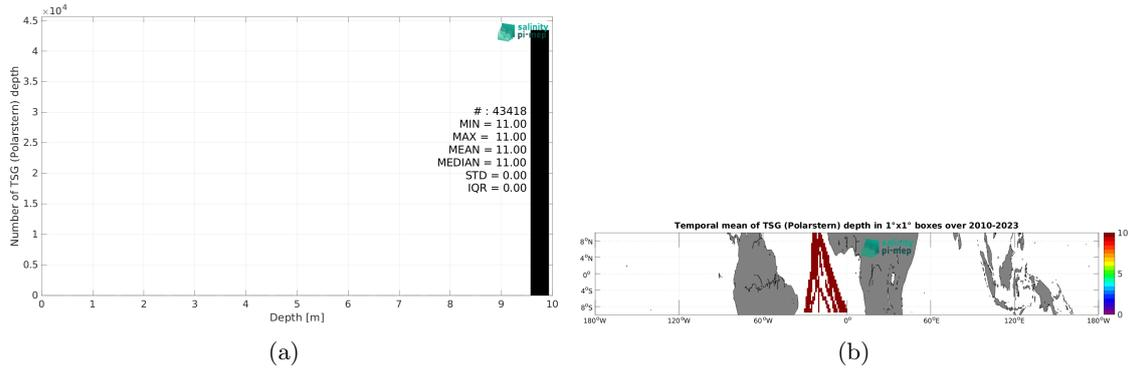 ×10⁴
4.5
4
3.5
3
2.5
2
1.5
1
0.5
0
Number of TSG (Polarstern) depth
salinity
pi-mep
# : 43418
MIN = 11.00
MAX = 11.00
MEAN = 11.00
MEDIAN = 11.00
STD = 0.00
IQR = 0.00
0 1 2 3 4 5 6 7 8 9 10
Depth [m]
(a)
Temporal mean of TSG (Polarstern) depth in 1°x1° boxes over 2010-2023
8°N
4°N
0°
4°S
8°S
salinity
pi-mep
180°W 120°W 60°W 0° 60°E 120°E 180°W
10
5
0
(b)